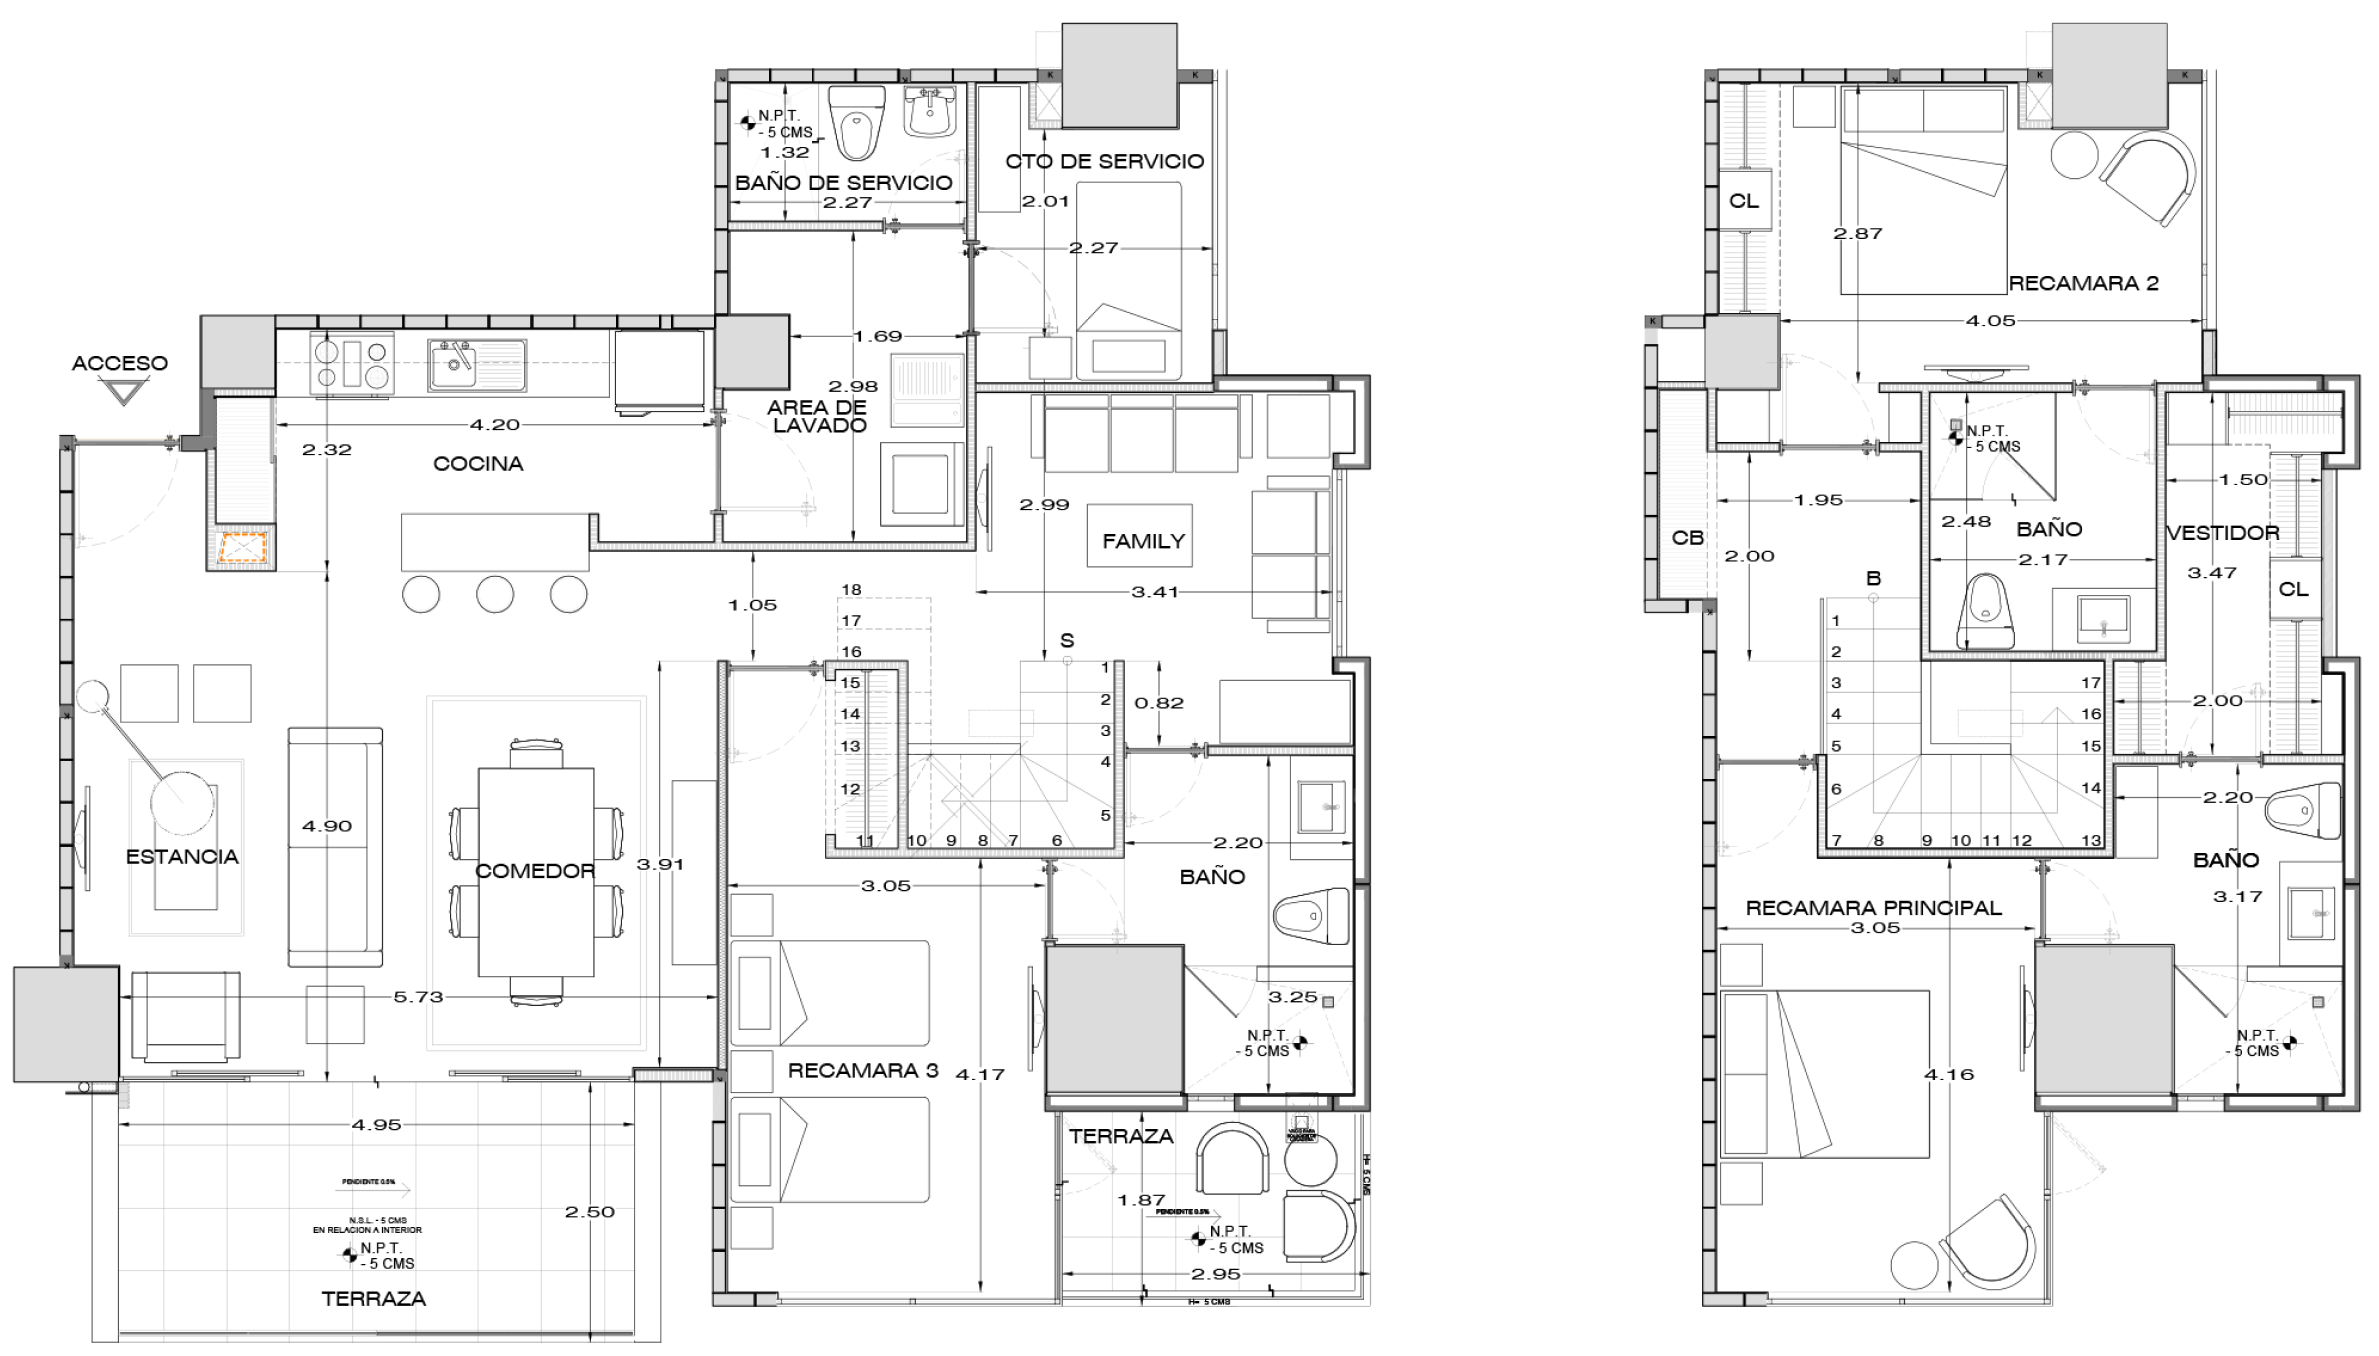 K
K
N.P.T.
- 5 CMS
1.32
BAÑO DE SERVICIO
2.27
CTO DE SERVICIO
2.01
2.27
1.69
2.98
AREA DE
LAVADO
ACCESO
4.20
2.32
COCINA
2.99
FAMILY
3.41
1.05
18
17
16
15
14
13
12
11
10
9
8
7
6
5
4
3
2
1
S
0.82
4.90
ESTANCIA
COMEDOR
3.91
5.73
3.05
2.20
BAÑO
3.25
N.P.T.
- 5 CMS
RECAMARA 3
4.17
4.95
PENDIENTE 0.5%
N.S.L. - 5 CMS
EN RELACION A INTERIOR
N.P.T.
- 5 CMS
2.50
TERRAZA
TERRAZA
1.87
PENDIENTE 0.5%
N.P.T.
- 5 CMS
2.95
H= 5 CMS
H= 5 CMS
K
K
CL
2.87
RECAMARA 2
4.05
K
N.P.T.
- 5 CMS
1.95
2.48
BAÑO
2.17
1.50
VESTIDOR
3.47
CL
CB
2.00
B
1
2
3
4
5
6
7
8
9
10
11
12
13
14
15
16
17
2.00
2.20
BAÑO
3.17
RECAMARA PRINCIPAL
3.05
N.P.T.
- 5 CMS
4.16